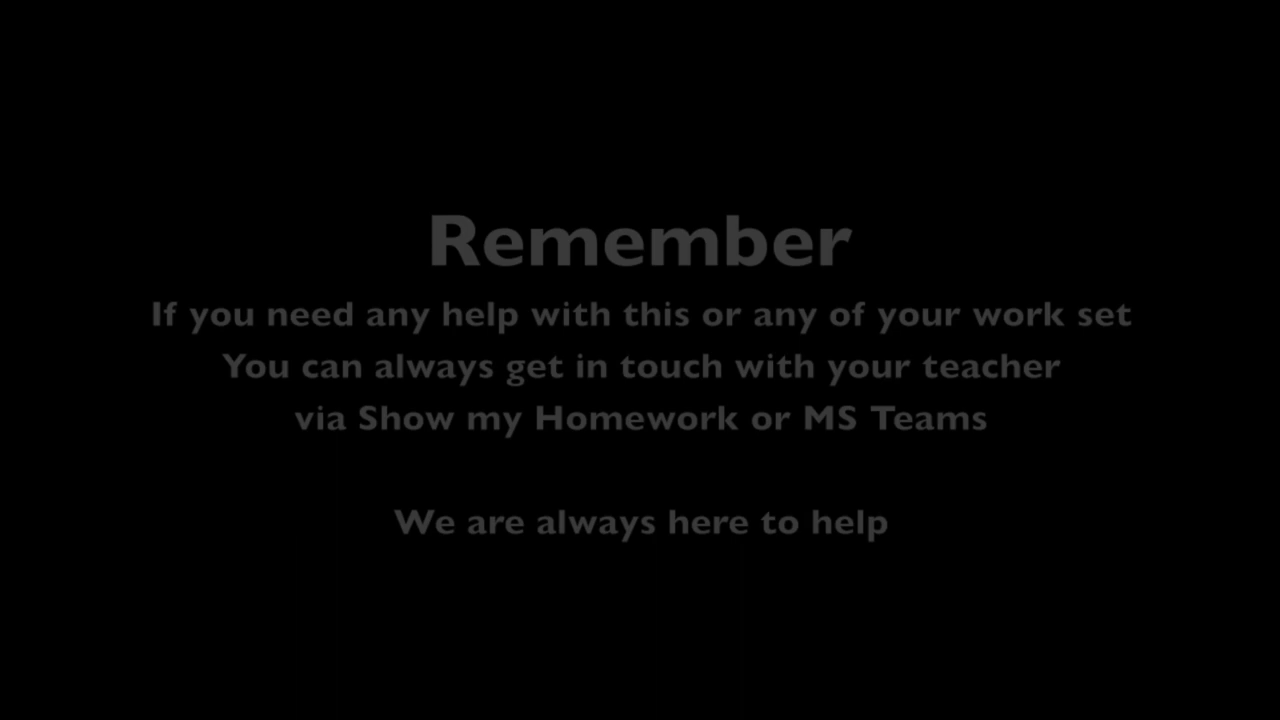 Remember
If you need any help with this or any of your work set
You can always get in touch with your teacher
via Show my Homework or MS Teams
We are always here to help